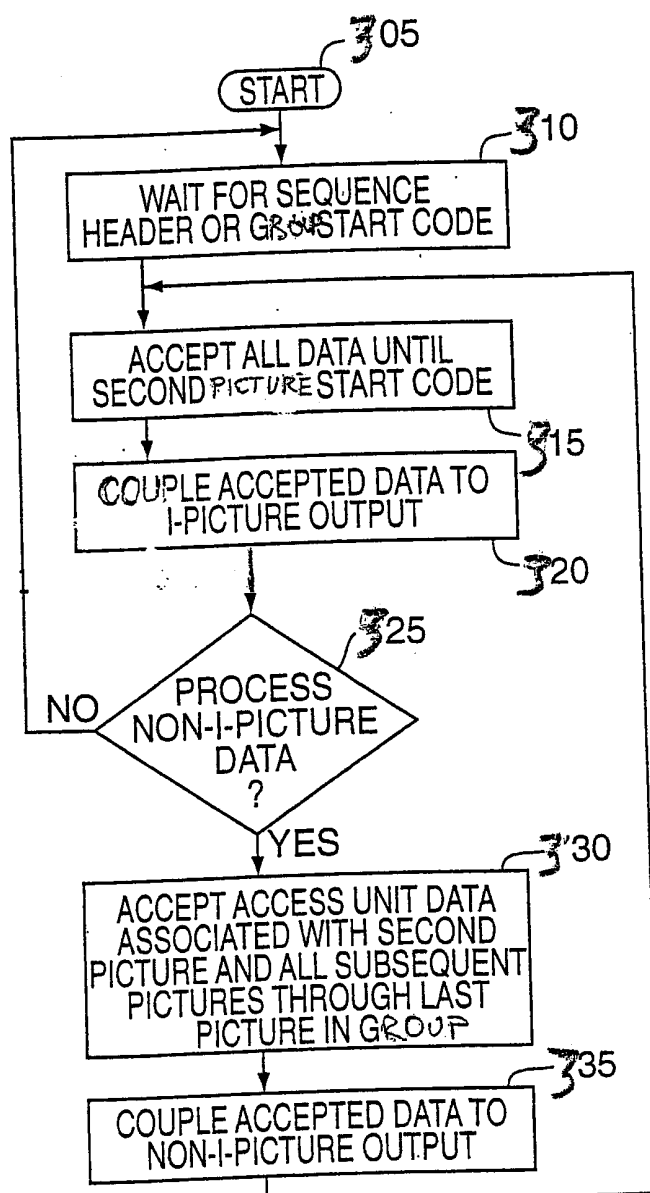 305
START
310
WAIT FOR SEQUENCE
HEADER OR GROUP START CODE
ACCEPT ALL DATA UNTIL
SECOND PICTURE START CODE
315
COUPLE ACCEPTED DATA TO
I-PICTURE OUTPUT
320
325
PROCESS
NO NON-I-PICTURE
DATA
?
YES
330
ACCEPT ACCESS UNIT DATA
ASSOCIATED WITH SECOND
PICTURE AND ALL SUBSEQUENT
PICTURES THROUGH LAST
PICTURE IN GROUP
335
COUPLE ACCEPTED DATA TO
NON-I-PICTURE OUTPUT